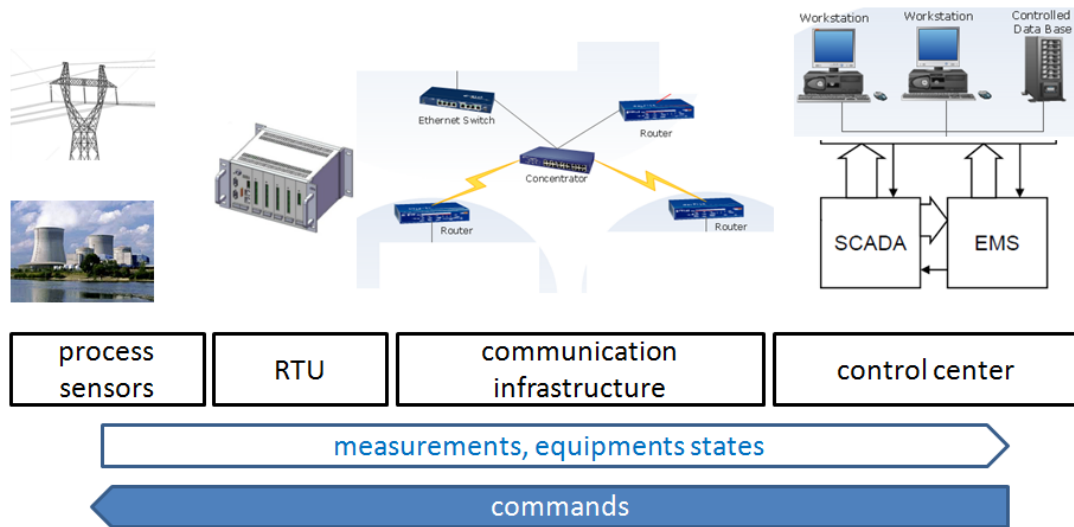 Workstation
Workstation
Controlled
Data Base
Ethernet Switch
Router
Concentrator
Router
Router
SCADA
EMS
process
sensors
RTU
communication
infrastructure
control center
measurements, equipments states
commands